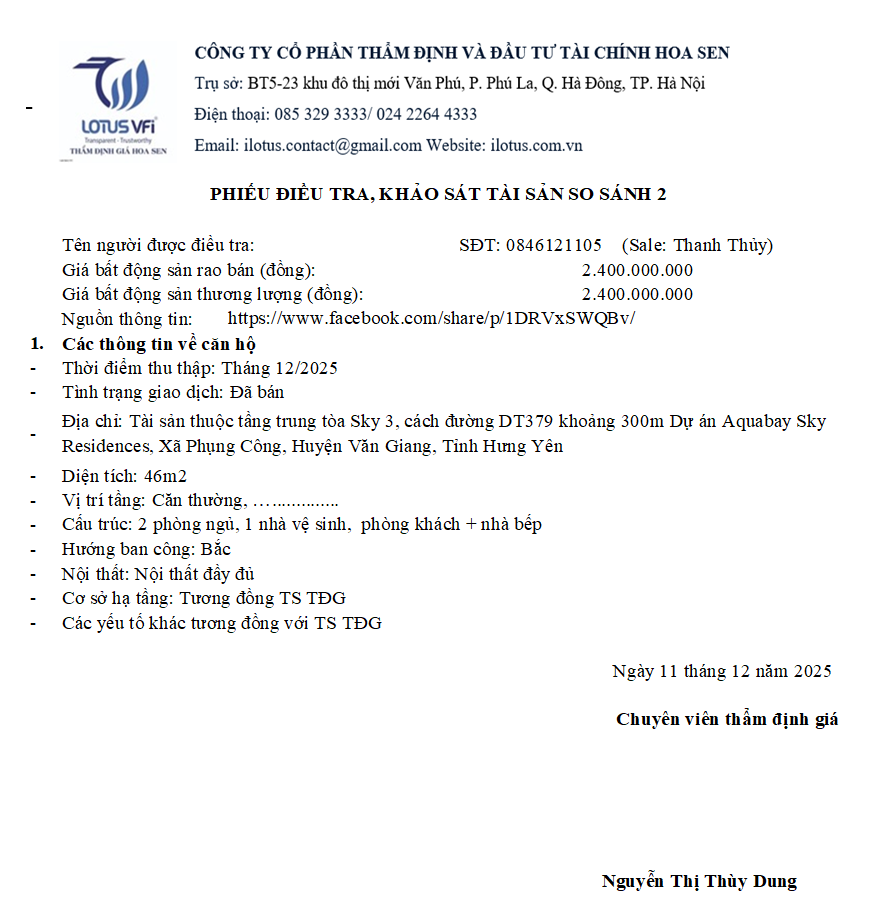 CÔNG TY CỔ PHẦN THẨM ĐỊNH VÀ ĐẦU TƯ TÀI CHÍNH HOA SEN
Trụ sở: BT5-23 khu đô thị mới Văn Phú, P. Phú La, Q. Hà Đông, TP. Hà Nội
-
Điện thoại: 085 329 3333/ 024 2264 4333
LOTUS VFi
Transparent - Trustworthy
Email: ilotus.contact@gmail.com Website: ilotus.com.vn
THẨM ĐỊNH GIÁ HOA SEN
PHIẾU ĐIỀU TRA, KHẢO SÁT TÀI SẢN SO SÁNH 2
Tên người được điều tra: SĐT: 0846121105 (Sale: Thanh Thủy)
Giá bất động sản rao bán (đồng): 2.400.000.000
Giá bất động sản thương lượng (đồng): 2.400.000.000
Nguồn thông tin: https://www.facebook.com/share/p/1DRVxSWQBv/
1. Các thông tin về căn hộ
- Thời điểm thu thập: Tháng 12/2025
- Tình trạng giao dịch: Đã bán
- Địa chỉ: Tài sản thuộc tầng trung tòa Sky 3, cách đường DT379 khoảng 300m Dự án Aquabay Sky
Residences, Xã Phụng Công, Huyện Văn Giang, Tỉnh Hưng Yên
- Diện tích: 46m2
- Vị trí tầng: Căn thường, ….............
- Cấu trúc: 2 phòng ngủ, 1 nhà vệ sinh, phòng khách + nhà bếp
- Hướng ban công: Bắc
- Nội thất: Nội thất đầy đủ
- Cơ sở hạ tầng: Tương đồng TS TĐG
- Các yếu tố khác tương đồng với TS TĐG
Ngày 11 tháng 12 năm 2025
Chuyên viên thẩm định giá
Nguyễn Thị Thùy Dung